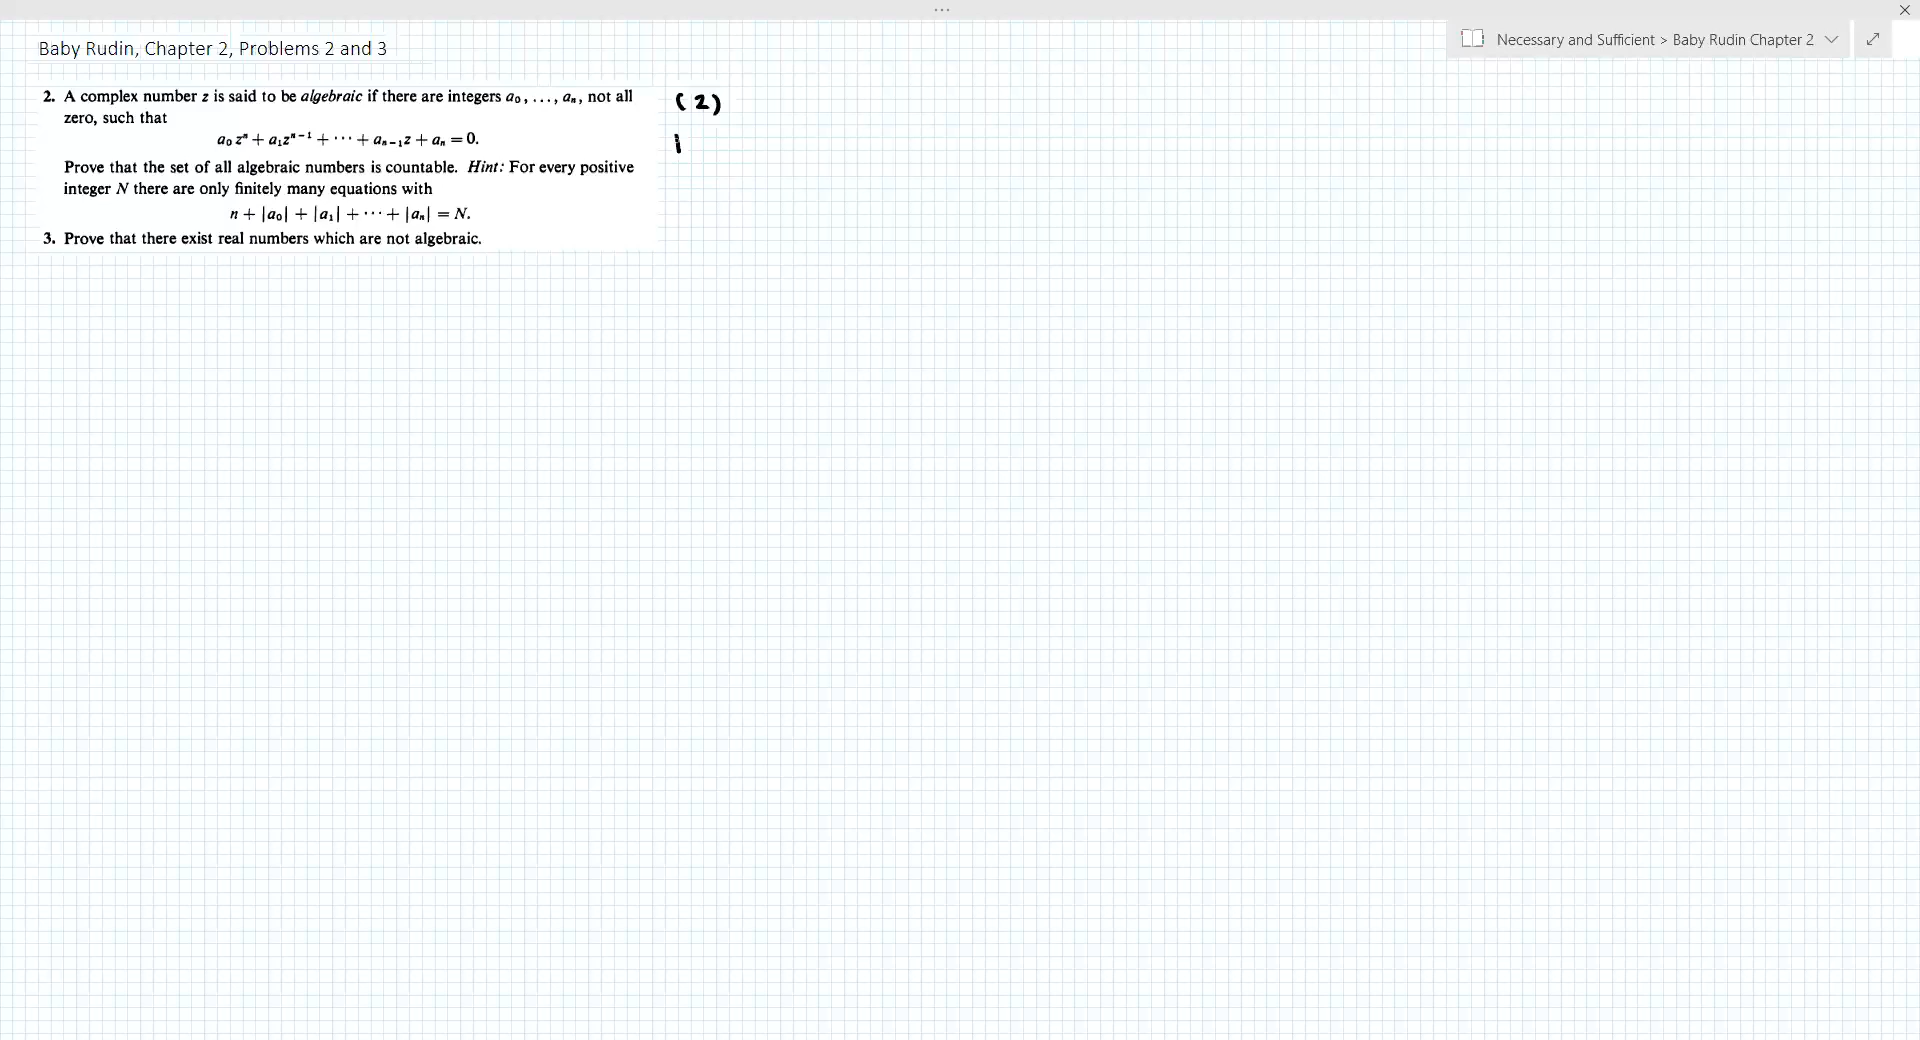 Baby Rudin, Chapter 2, Problems 2 and 3
Necessary and Sufficient > Baby Rudin Chapter 2
2. A complex number z is said to be algebraic if there are integers a₀, ..., aₙ, not all
zero, such that
a₀zⁿ + a₁zⁿ⁻¹ + ··· + aₙ₋₁z + aₙ = 0.
Prove that the set of all algebraic numbers is countable. Hint: For every positive
integer N there are only finitely many equations with
n + |a₀| + |a₁| + ··· + |aₙ| = N.
3. Prove that there exist real numbers which are not algebraic.
(2)